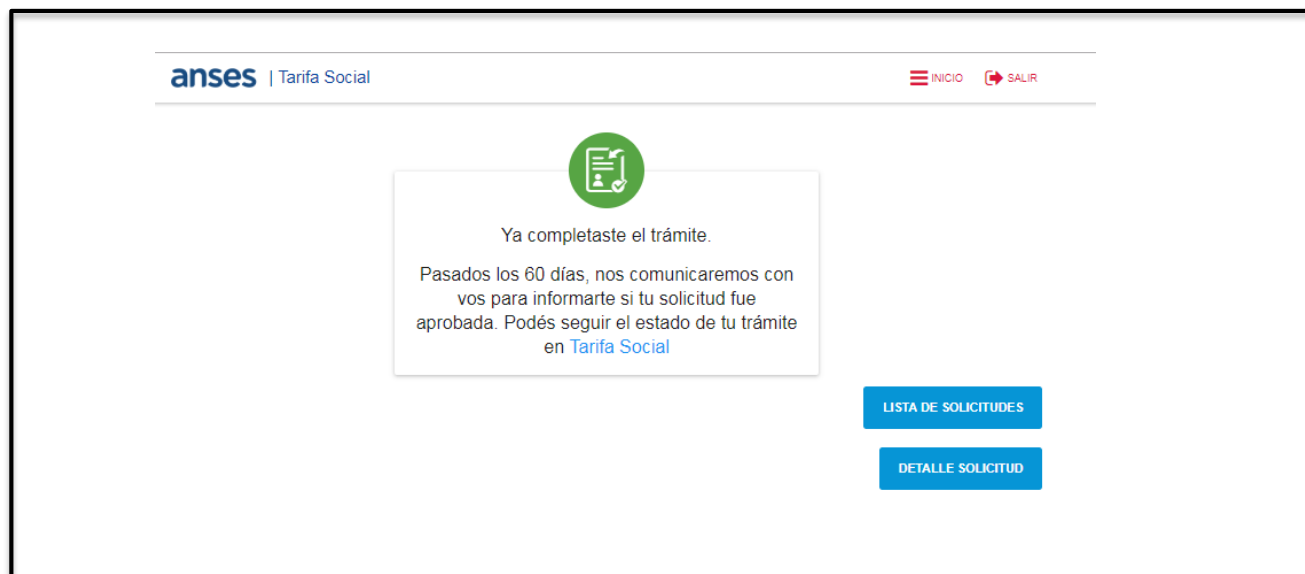 anses | Tarifa Social
INICIO
SALIR
Ya completaste el trámite.
Pasados los 60 días, nos comunicaremos con
vos para informarte si tu solicitud fue
aprobada. Podés seguir el estado de tu trámite
en Tarifa Social
LISTA DE SOLICITUDES
DETALLE SOLICITUD